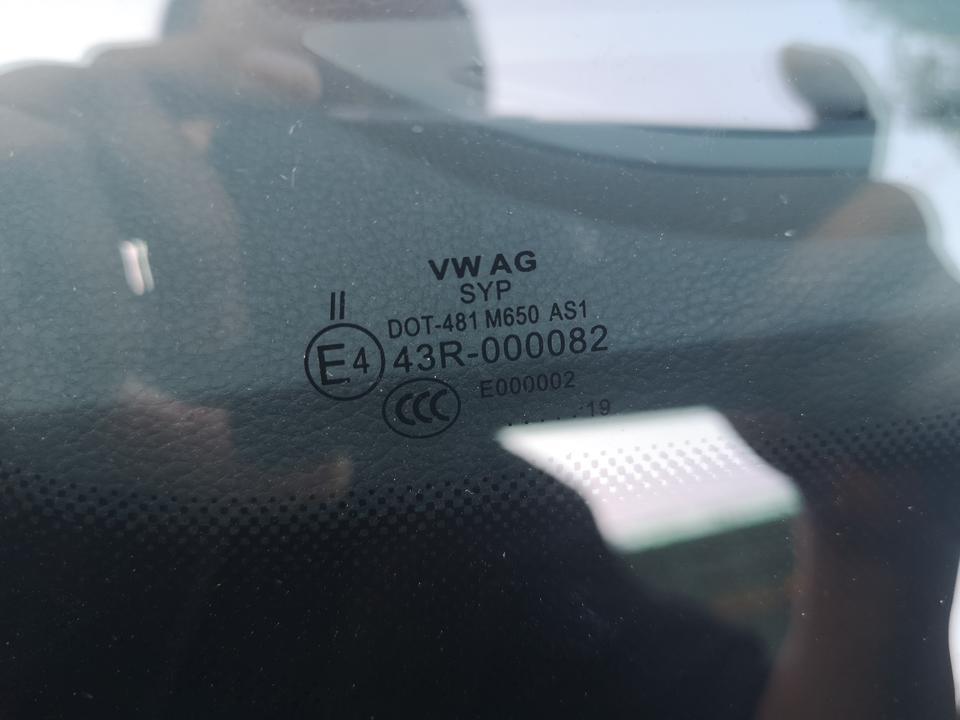 VW AG
SYP
II
DOT-481 M650 AS1
E4 43R-000082
CCC E000002
......19